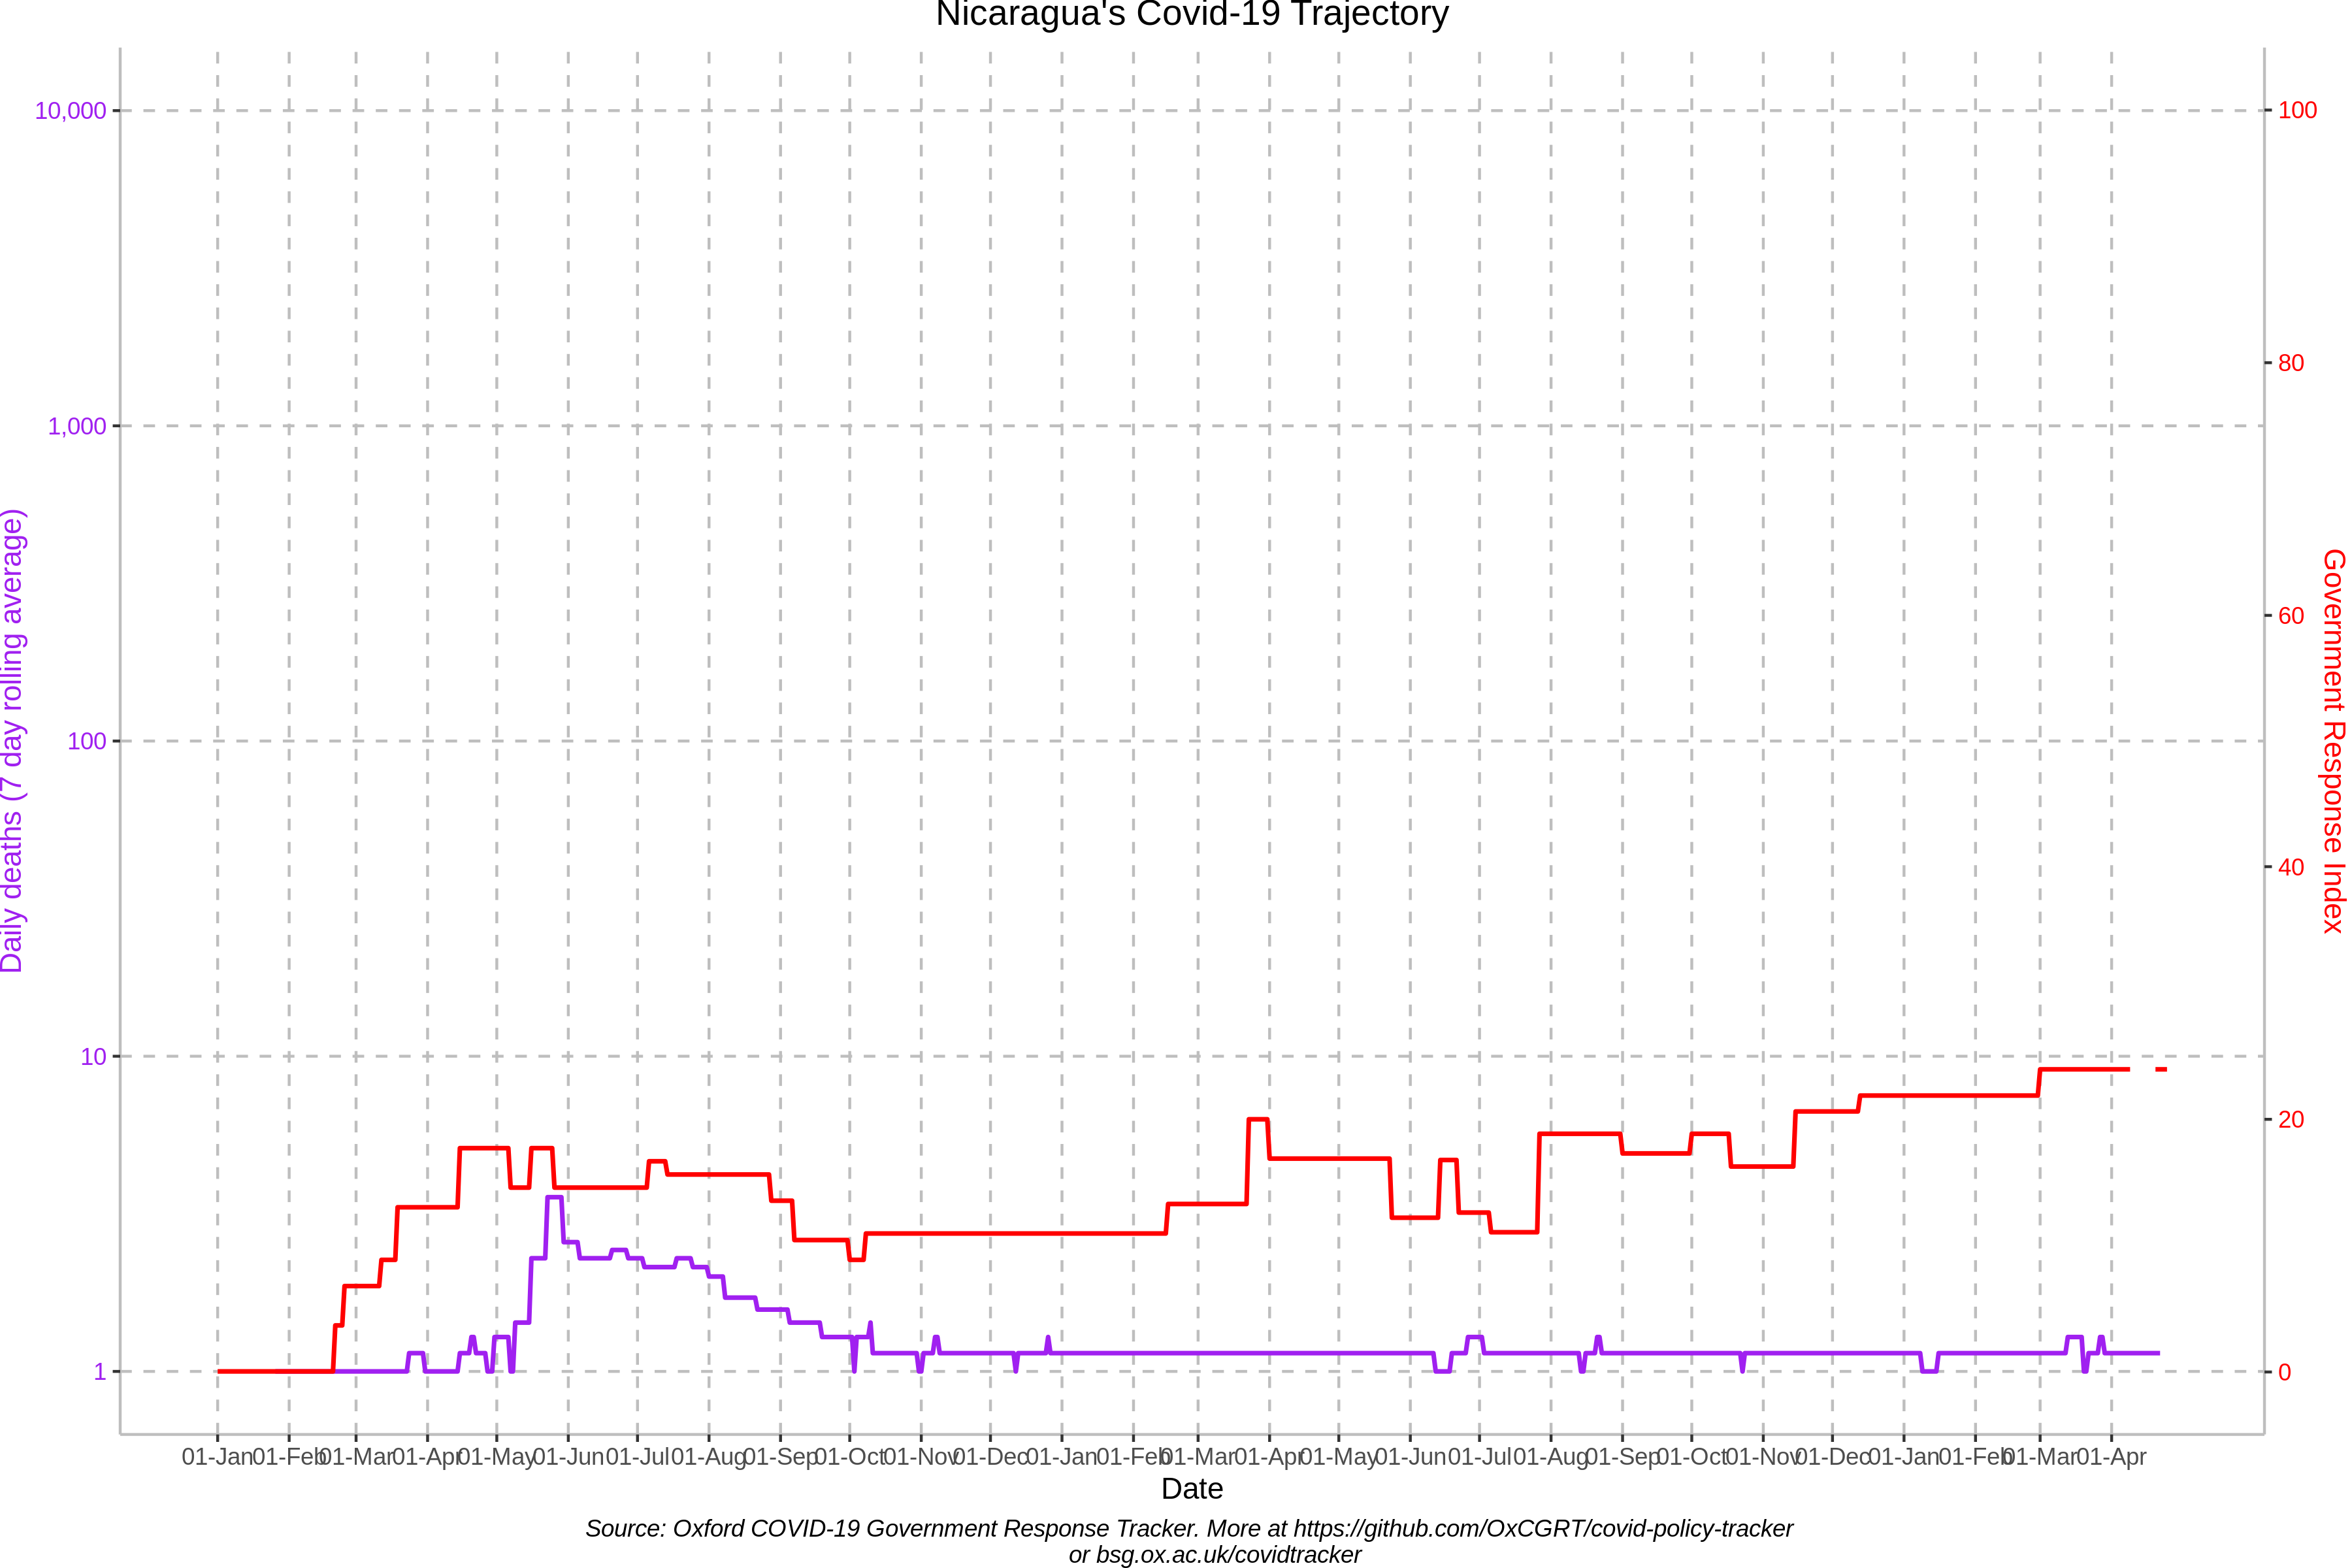 Nicaragua's Covid-19 Trajectory
10,000
1,000
100
10
1
Daily deaths (7 day rolling average)
100
80
60
40
20
0
Government Response Index
01-Jan 01-Feb 01-Mar 01-Apr 01-May 01-Jun 01-Jul 01-Aug 01-Sep 01-Oct 01-Nov 01-Dec 01-Jan 01-Feb 01-Mar 01-Apr 01-May 01-Jun 01-Jul 01-Aug 01-Sep 01-Oct 01-Nov 01-Dec 01-Jan 01-Feb 01-Mar 01-Apr
Date
Source: Oxford COVID-19 Government Response Tracker. More at https://github.com/OxCGRT/covid-policy-tracker
or bsg.ox.ac.uk/covidtracker